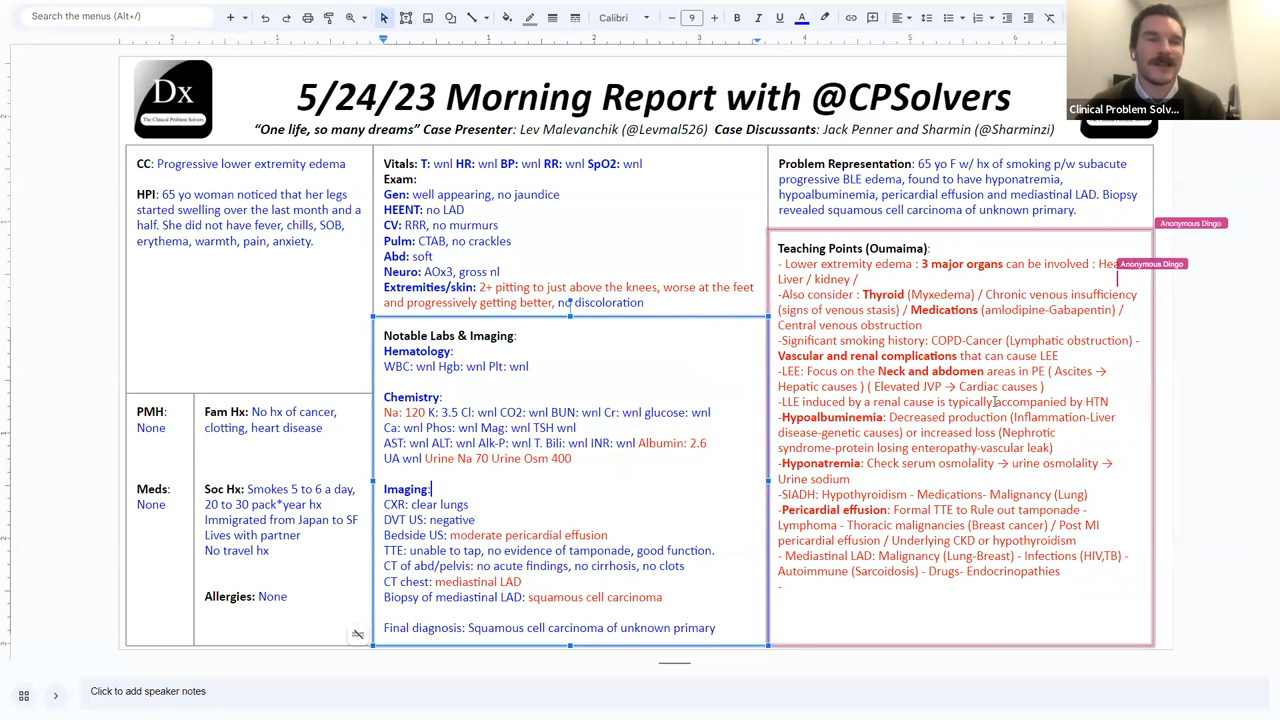 Search the menus (Alt+/)
Calibri
9
2 1 1 2 3 4 5 6
Clinical Problem Solv...
Dx
The Clinical Problem Solvers
5/24/23 Morning Report with @CPSolvers
“One life, so many dreams” Case Presenter: Lev Malevanchik (@Levmal526) Case Discussants: Jack Penner and Sharmin (@Sharminzi)
The Clinical Problem Solvers
CC: Progressive lower extremity edema
HPI: 65 yo woman noticed that her legs
started swelling over the last month and a
half. She did not have fever, chills, SOB,
erythema, warmth, pain, anxiety.
PMH:
None
Fam Hx: No hx of cancer,
clotting, heart disease
Meds:
None
Soc Hx: Smokes 5 to 6 a day,
20 to 30 pack*year hx
Immigrated from Japan to SF
Lives with partner
No travel hx
Allergies: None
Vitals: T: wnl HR: wnl BP: wnl RR: wnl SpO2: wnl
Exam:
Gen: well appearing, no jaundice
HEENT: no LAD
CV: RRR, no murmurs
Pulm: CTAB, no crackles
Abd: soft
Neuro: AOx3, gross nl
Extremities/skin: 2+ pitting to just above the knees, worse at the feet
and progressively getting better, no discoloration
Notable Labs & Imaging:
Hematology:
WBC: wnl Hgb: wnl Plt: wnl
Chemistry:
Na: 120 K: 3.5 Cl: wnl CO2: wnl BUN: wnl Cr: wnl glucose: wnl
Ca: wnl Phos: wnl Mag: wnl TSH wnl
AST: wnl ALT: wnl Alk-P: wnl T. Bili: wnl INR: wnl Albumin: 2.6
UA wnl Urine Na 70 Urine Osm 400
Imaging:
CXR: clear lungs
DVT US: negative
Bedside US: moderate pericardial effusion
TTE: unable to tap, no evidence of tamponade, good function.
CT of abd/pelvis: no acute findings, no cirrhosis, no clots
CT chest: mediastinal LAD
Biopsy of mediastinal LAD: squamous cell carcinoma
Final diagnosis: Squamous cell carcinoma of unknown primary
Problem Representation: 65 yo F w/ hx of smoking p/w subacute
progressive BLE edema, found to have hyponatremia,
hypoalbuminemia, pericardial effusion and mediastinal LAD. Biopsy
revealed squamous cell carcinoma of unknown primary.
Anonymous Dingo
Anonymous Dingo
Teaching Points (Oumaima):
- Lower extremity edema : 3 major organs can be involved : Hea
Liver / kidney /
-Also consider : Thyroid (Myxedema) / Chronic venous insufficiency
(signs of venous stasis) / Medications (amlodipine-Gabapentin) /
Central venous obstruction
-Significant smoking history: COPD-Cancer (Lymphatic obstruction) -
Vascular and renal complications that can cause LEE
-LEE: Focus on the Neck and abdomen areas in PE ( Ascites →
Hepatic causes ) ( Elevated JVP → Cardiac causes )
-LLE induced by a renal cause is typically accompanied by HTN
-Hypoalbuminemia: Decreased production (Inflammation-Liver
disease-genetic causes) or increased loss (Nephrotic
syndrome-protein losing enteropathy-vascular leak)
-Hyponatremia: Check serum osmolality → urine osmolality →
Urine sodium
-SIADH: Hypothyroidism - Medications- Malignancy (Lung)
-Pericardial effusion: Formal TTE to Rule out tamponade -
Lymphoma - Thoracic malignancies (Breast cancer) / Post MI
pericardial effusion / Underlying CKD or hypothyroidism
- Mediastinal LAD: Malignancy (Lung-Breast) - Infections (HIV,TB) -
Autoimmune (Sarcoidosis) - Drugs- Endocrinopathies
-
Click to add speaker notes